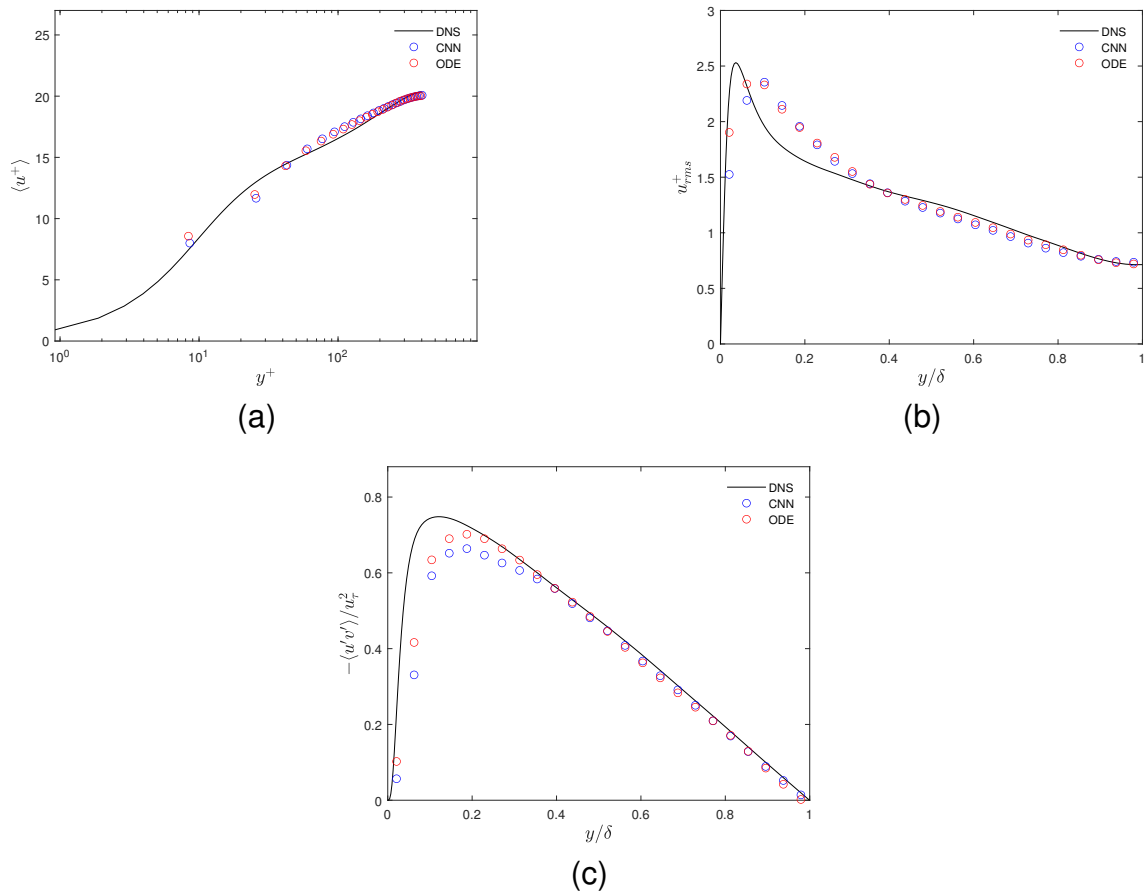 25
20
15
10
5
0
⟨u⁺⟩
10⁰ 10¹ 10²
y⁺
DNS
CNN
ODE
(a)
3
2.5
2
1.5
1
0.5
0
u⁺ᵣₘₛ
0 0.2 0.4 0.6 0.8 1
y/δ
DNS
CNN
ODE
(b)
0.8
0.6
0.4
0.2
0
−⟨u′v′⟩/u²_τ
0 0.2 0.4 0.6 0.8 1
y/δ
DNS
CNN
ODE
(c)